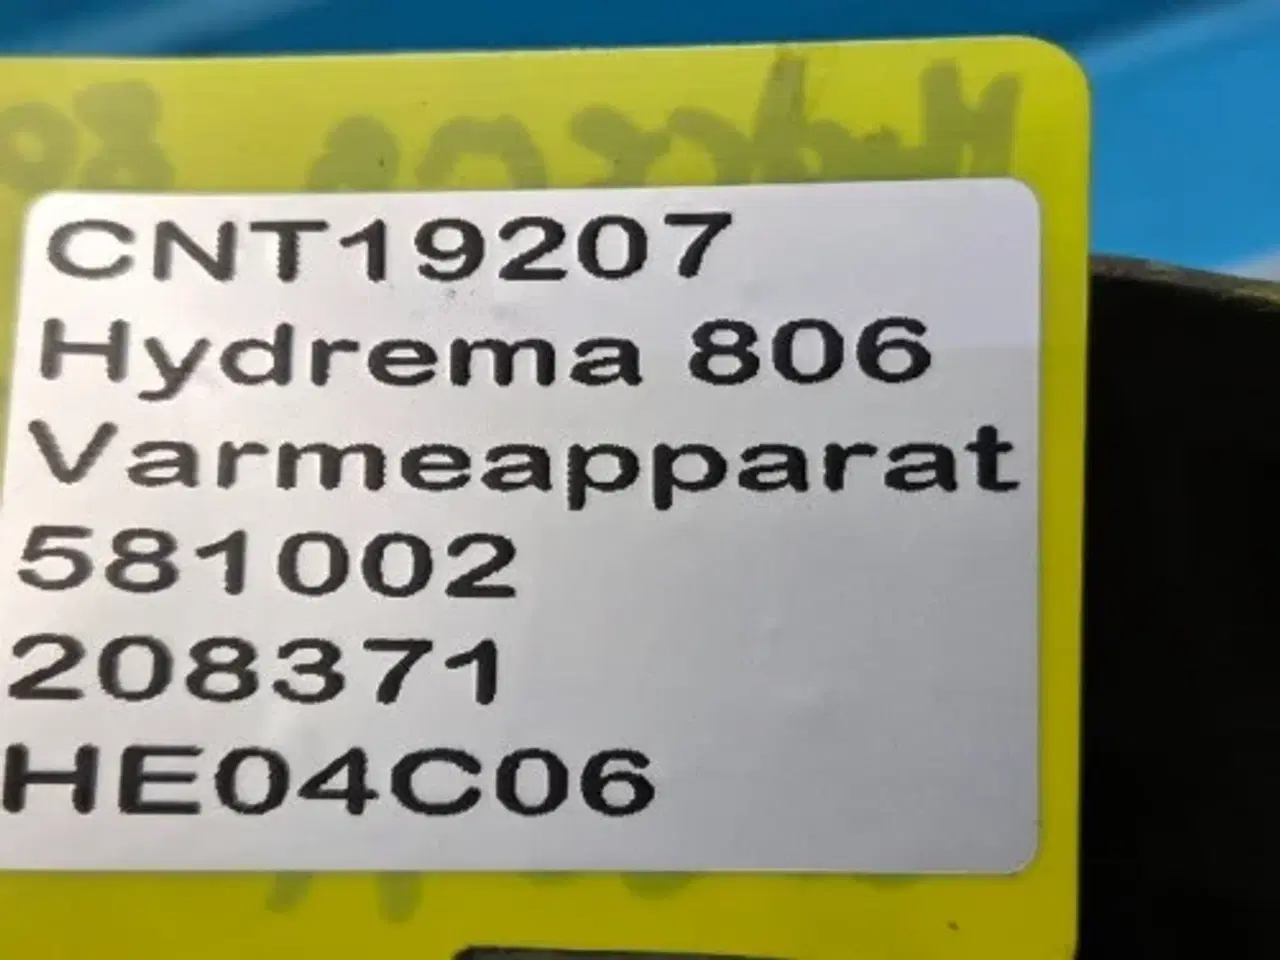 CNT19207
Hydrema 806
Varmeapparat
581002
208371
HE04C06